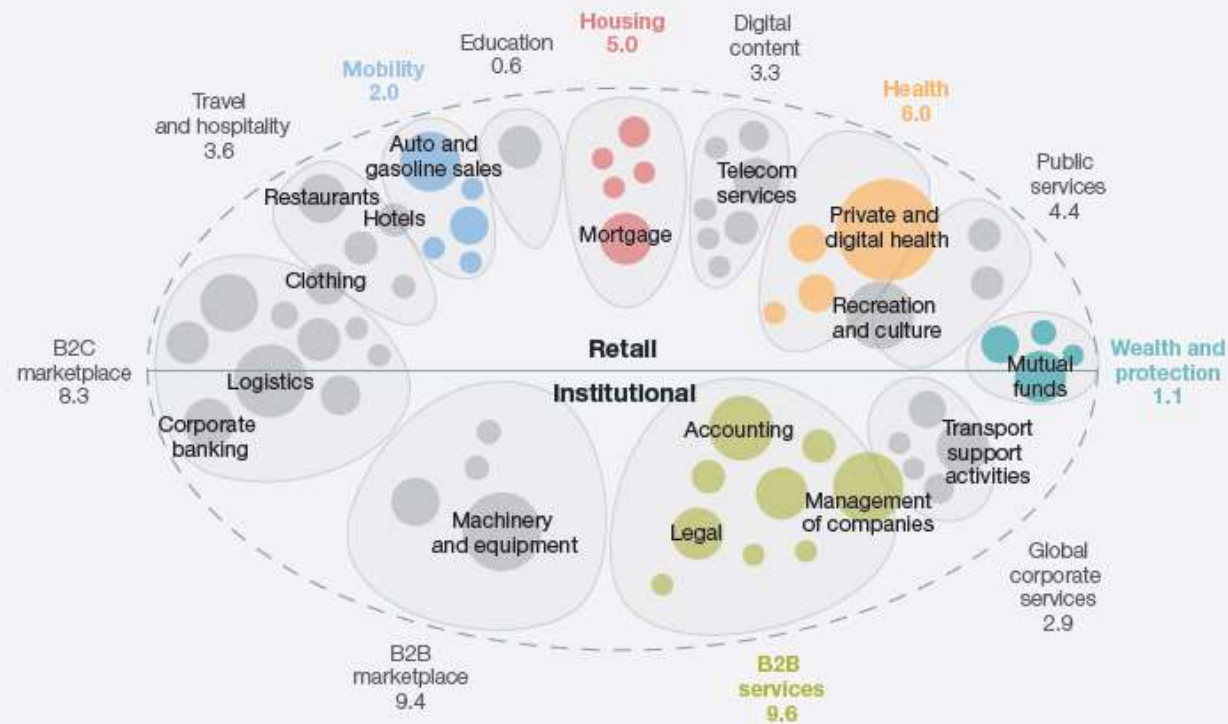 Housing
5.0
Education
0.6
Digital
content
3.3
Mobility
2.0
Health
6.0
Travel
and hospitality
3.6
Public
services
4.4
Auto and
gasoline sales
Restaurants
Hotels
Clothing
Telecom
services
Mortgage
Private and
digital health
Recreation
and culture
B2C
marketplace
8.3
Logistics
Corporate
banking
Retail
Institutional
Mutual
funds
Wealth and
protection
1.1
Accounting
Transport
support
activities
Machinery
and equipment
Legal
Management
of companies
Global
corporate
services
2.9
B2B
marketplace
9.4
B2B
services
9.6